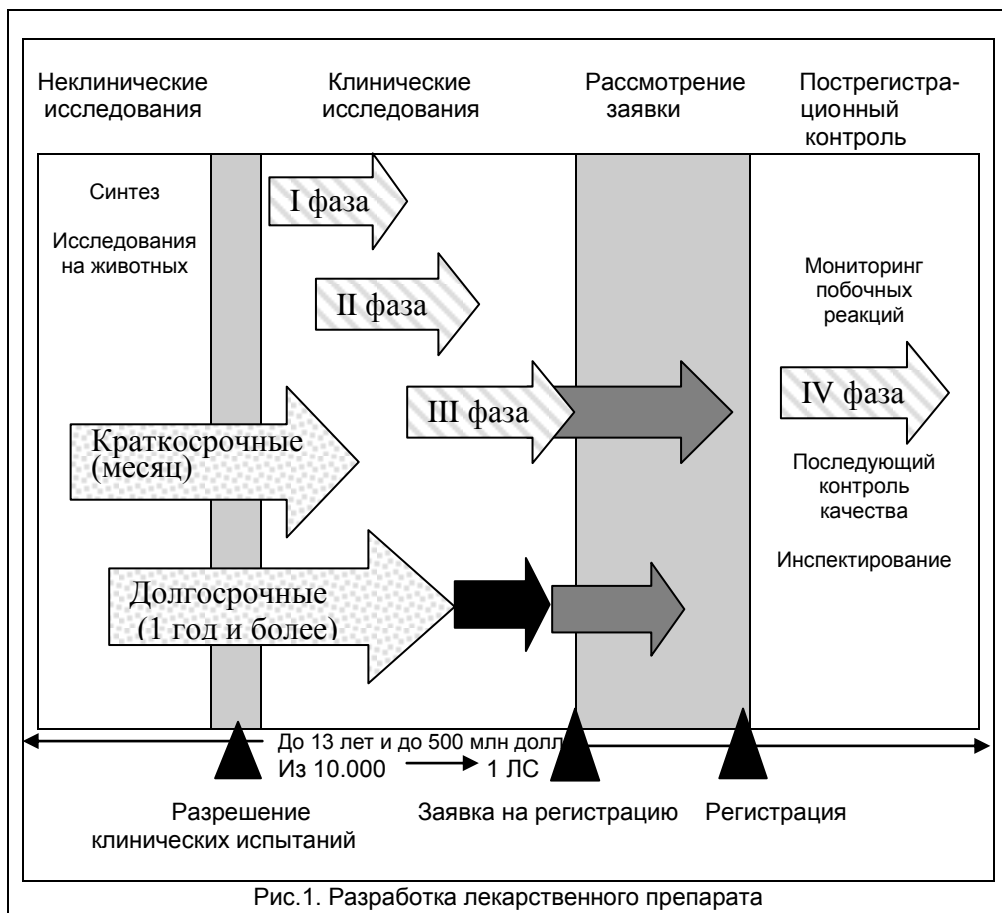 Неклинические
исследования
Клинические
исследования
Рассмотрение
заявки
Пострегистра-
ционный
контроль
Синтез
Исследования
на животных
I фаза
II фаза
III фаза
Краткосрочные
(месяц)
Долгосрочные
(1 год и более)
Мониторинг
побочных
реакций
IV фаза
Последующий
контроль
качества
Инспектирование
До 13 лет и до 500 млн долл
Из 10.000
1 ЛС
Разрешение
клинических испытаний
Заявка на регистрацию
Регистрация
Рис.1. Разработка лекарственного препарата